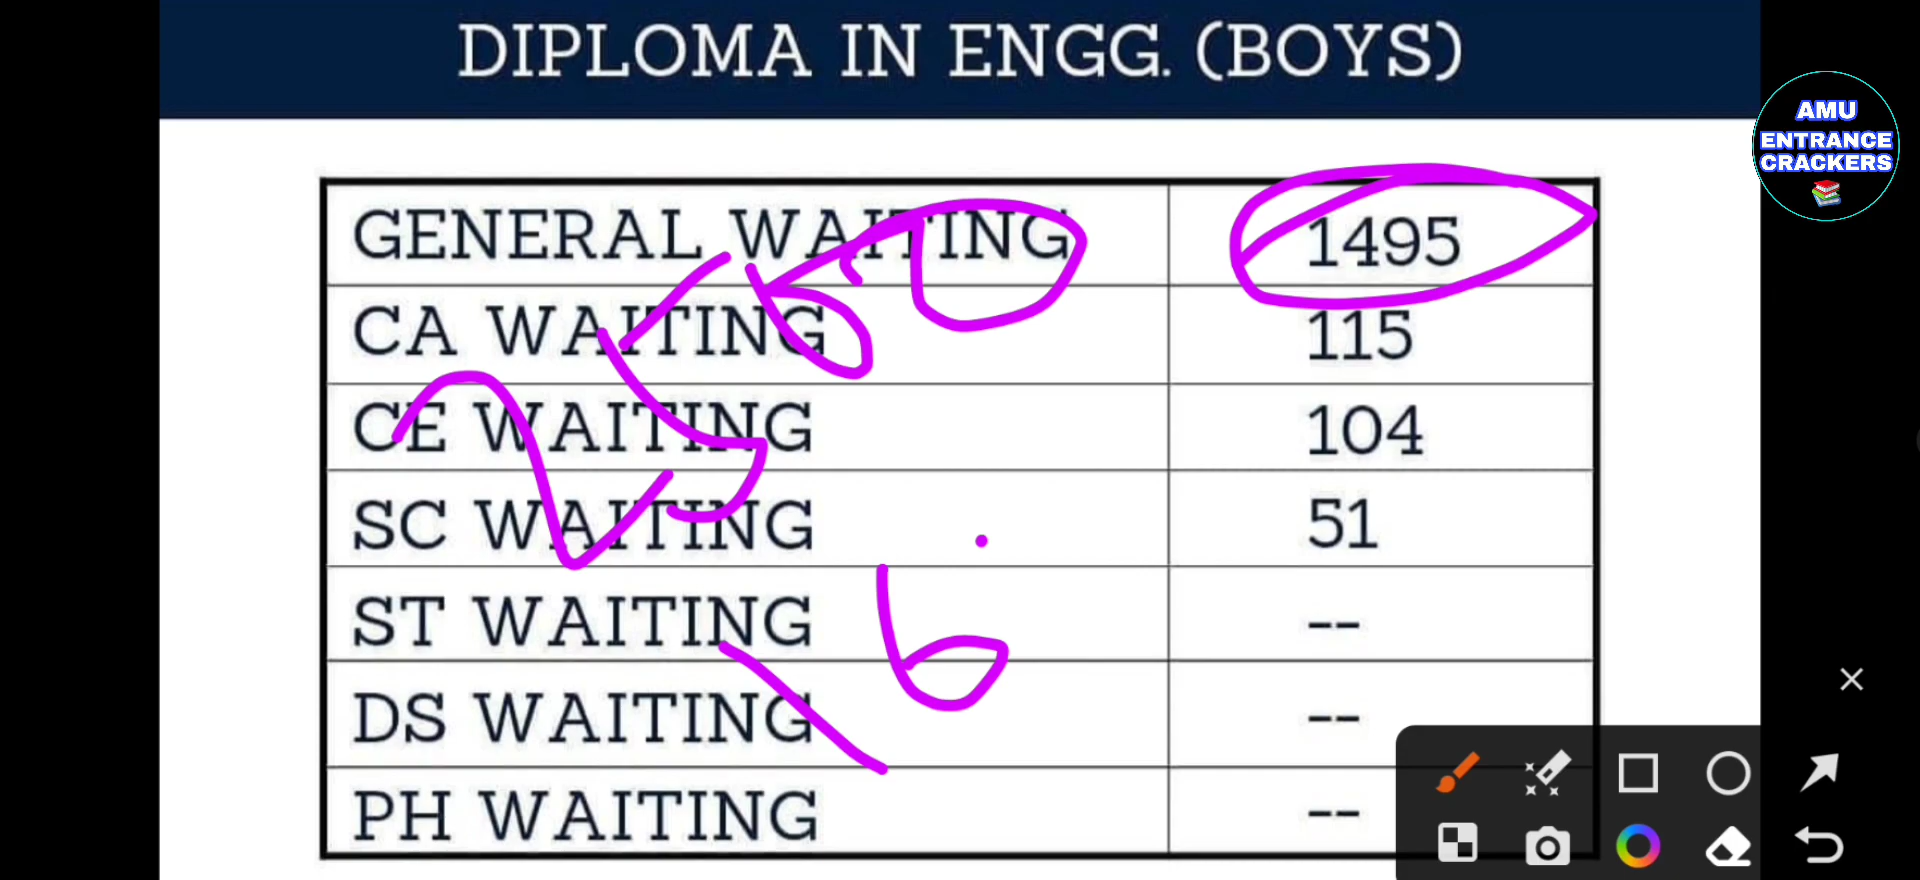 DIPLOMA IN ENGG. (BOYS)
AMU
ENTRANCE
CRACKERS
GENERAL WAITING 1495
CA WAITING 115
CE WAITING 104
SC WAITING 51
ST WAITING --
DS WAITING --
PH WAITING --